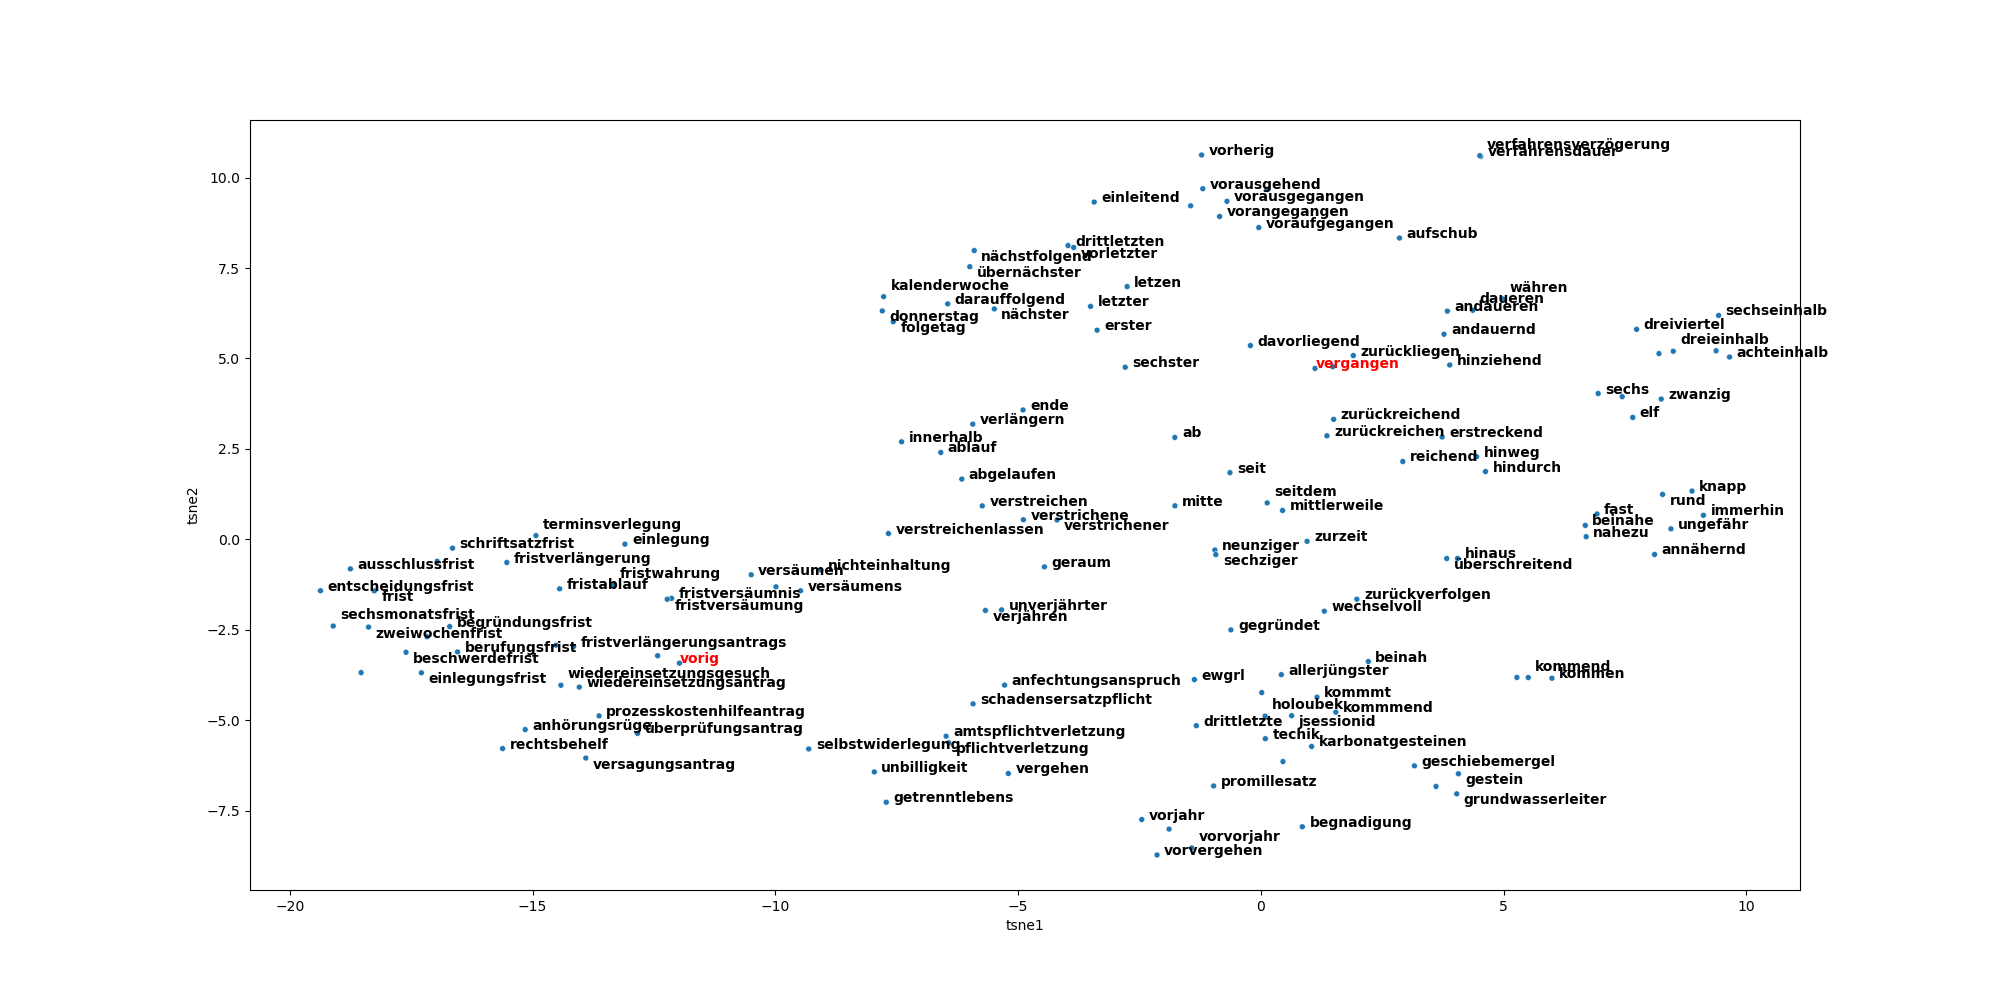 verfahrensverzögerung
vorherig
verfahrensdauer
10.0
vorausgehend
einleitend
vorausgegangen
vorangegangen
voraufgegangen
aufschub
drittletzten
vorletzter
nächstfolgend
7.5
übernächster
letzen
kalenderwoche
währen
darauffolgend
letzter
daueren
andaueren
sechseinhalb
donnerstag
nächster
folgetag
erster
andauernd
dreiviertel
davorliegend
dreieinhalb
5.0
zurückliegen
achteinhalb
sechster
vergangen
hinziehend
sechs
zwanzig
ende
elf
verlängern
zurückreichend
innerhalb
ab
zurückreichen
erstreckend
2.5
ablauf
reichend
hinweg
abgelaufen
seit
hindurch
knapp
tsne2
verstreichen
mitte
seitdem
mittlerweile
rund
fast
immerhin
verstrichene
beinahe
terminsverlegung
verstrichener
ungefähr
verstreichenlassen
nahezu
0.0
schriftsatzfrist
einlegung
zurzeit
neunziger
annähernd
fristverlängerung
sechziger
hinaus
ausschlussfrist
fristwahrung
versäumen
nichteinhaltung
geraum
überschreitend
entscheidungsfrist
fristablauf
versäumens
frist
fristversäumnis
zurückverfolgen
fristversäumung
unverjährter
wechselvoll
sechsmonatsfrist
verjähren
begründungsfrist
gegründet
−2.5
zweiwochenfrist
fristverlängerungsantrags
berufungsfrist
beschwerdefrist
vorig
beinah
kommend
einlegungsfrist
wiedereinsetzungsgesuch
allerjüngster
kommen
wiedereinsetzungsantrag
anfechtungsanspruch
ewgrl
schadensersatzpflicht
kommmt
prozesskostenhilfeantrag
holoubek
kommmend
−5.0
anhörungsrüge
überprüfungsantrag
amtspflichtverletzung
drittletzte
jsessionid
techik
rechtsbehelf
selbstwiderlegung
pflichtverletzung
karbonatgesteinen
versagungsantrag
unbilligkeit
vergehen
geschiebemergel
promillesatz
gestein
−7.5
getrenntlebens
grundwasserleiter
vorjahr
begnadigung
vorvorjahr
vorvergehen
−20
−15
−10
−5
0
5
10
tsne1